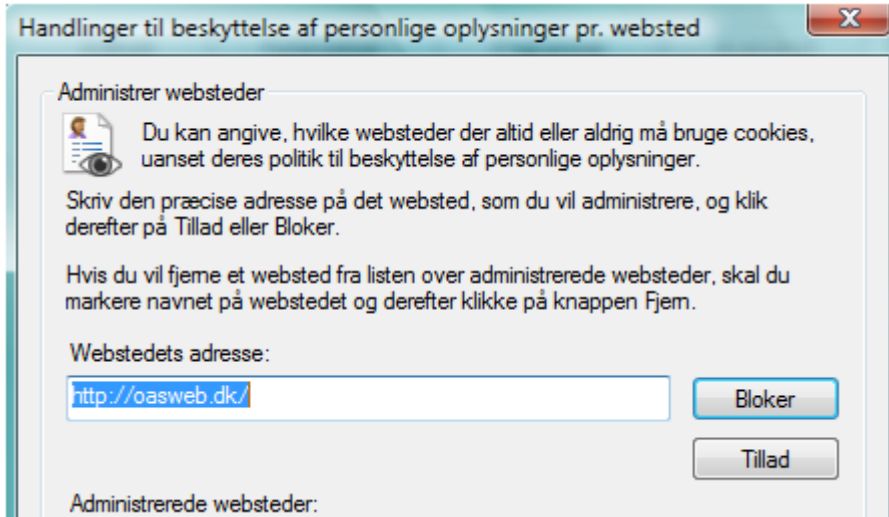 Handlinger til beskyttelse af personlige oplysninger pr. websted
Administrer websteder
Du kan angive, hvilke websteder der altid eller aldrig må bruge cookies,
uanset deres politik til beskyttelse af personlige oplysninger.
Skriv den præcise adresse på det websted, som du vil administrere, og klik
derefter på Tillad eller Bloker.
Hvis du vil fjerne et websted fra listen over administrerede websteder, skal du
markere navnet på webstedet og derefter klikke på knappen Fjern.
Webstedets adresse:
http://oasweb.dk/
Bloker
Tillad
Administrerede websteder: